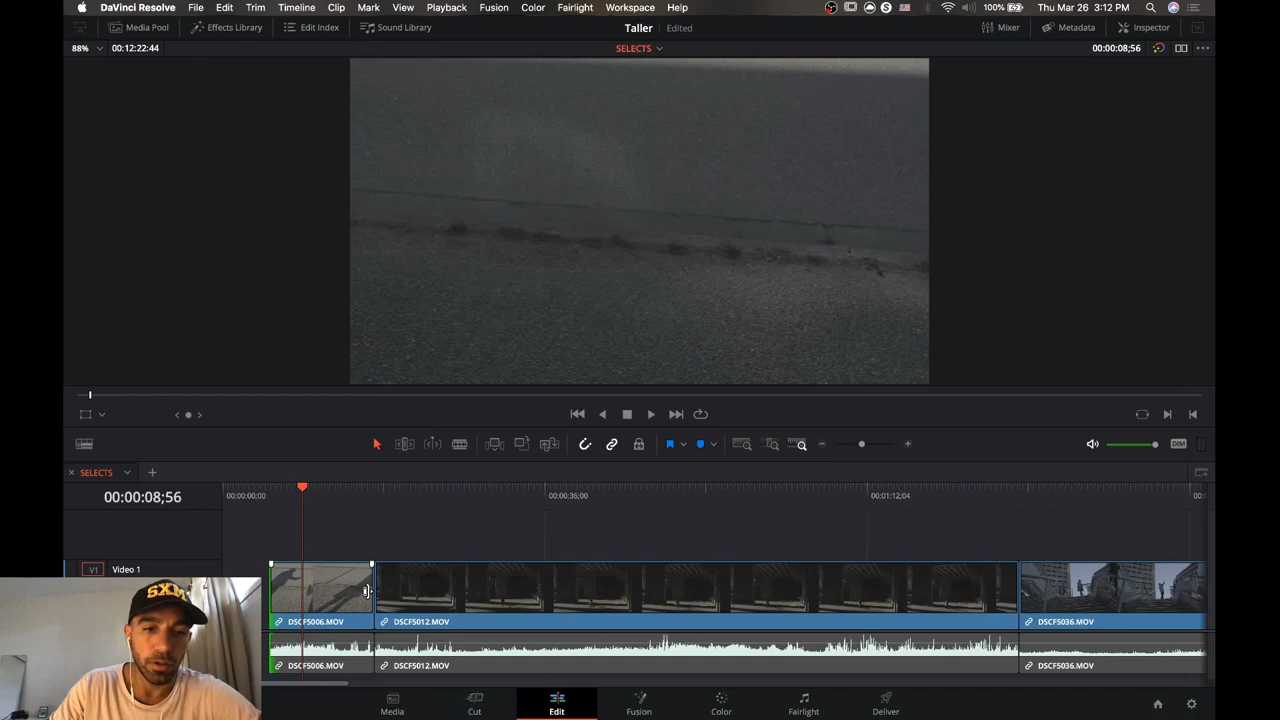 DaVinci Resolve File Edit Trim Timeline Clip Mark View Playback Fusion Color Fairlight Workspace Help 100% Thu Mar 26 3:12 PM
Media Pool Effects Library Edit Index Sound Library Taller Edited Mixer Metadata Inspector
88% 00:12:22:44 SELECTS 00:00:08;56
DIM
SELECTS
00:00:08;56 00:00:00;00 00:00:36;00 00:01:12;04
V1 Video 1
DSCF5006.MOV DSCF5012.MOV DSCF5036.MOV
DSCF5006.MOV DSCF5012.MOV DSCF5036.MOV
SXM
Media Cut Edit Fusion Color Fairlight Deliver